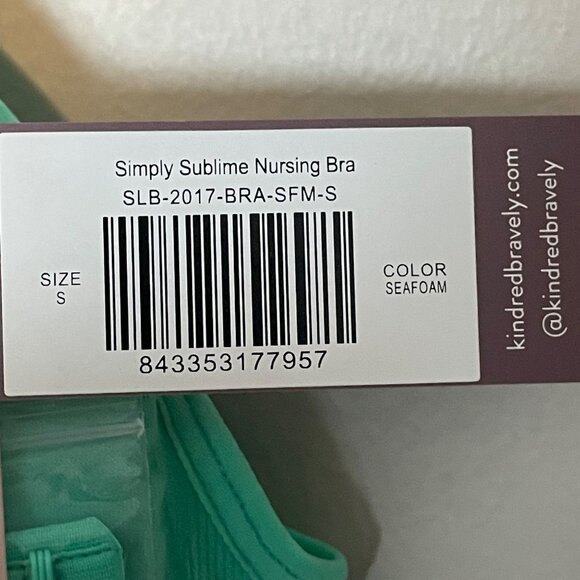 Simply Sublime Nursing Bra
SLB-2017-BRA-SFM-S
SIZE
S
COLOR
SEAFOAM
843353177957
kindredbravely.com
@kindredbravely